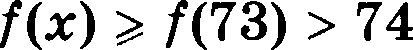 f(x) ⩾ f(73) > 74